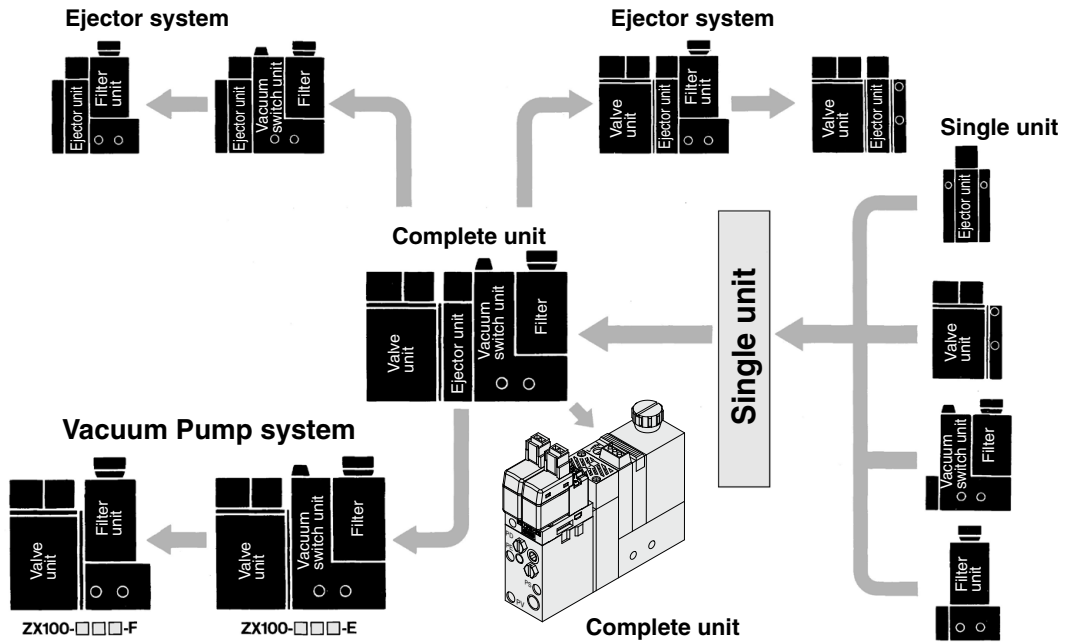 Ejector system
Ejector system
Ejector unit
Filter
unit
Ejector unit
Vacuum
switch unit
Filter
Valve
unit
Ejector unit
Filter
unit
Valve
unit
Ejector unit
Single unit
Ejector unit
Complete unit
Valve
unit
Ejector unit
Vacuum
switch unit
Filter
Single unit
Valve
unit
Vacuum
switch unit
Filter
Filter
unit
Vacuum Pump system
Valve
unit
Filter
unit
ZX100-□□□-F
Valve
unit
Vacuum
switch unit
Filter
ZX100-□□□-E
PD
PS
PV
Complete unit